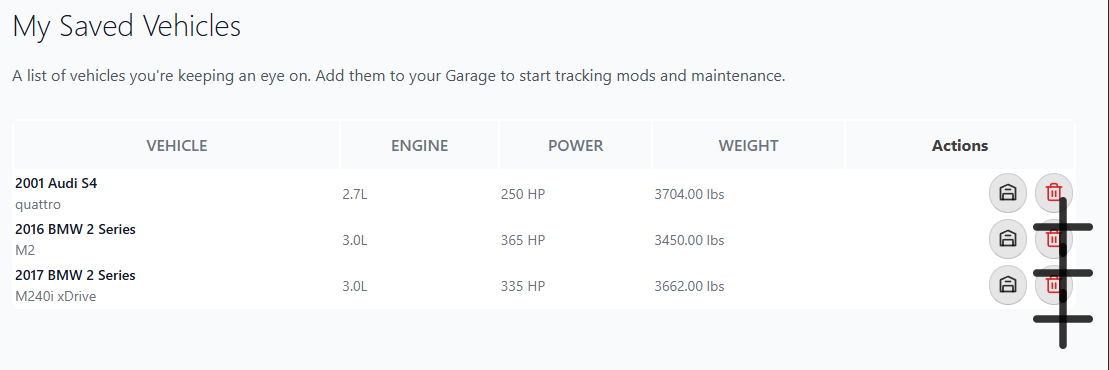 My Saved Vehicles
A list of vehicles you're keeping an eye on. Add them to your Garage to start tracking mods and maintenance.
VEHICLE ENGINE POWER WEIGHT Actions
2001 Audi S4
quattro 2.7L 250 HP 3704.00 lbs
2016 BMW 2 Series
M2 3.0L 365 HP 3450.00 lbs
2017 BMW 2 Series
M240i xDrive 3.0L 335 HP 3662.00 lbs